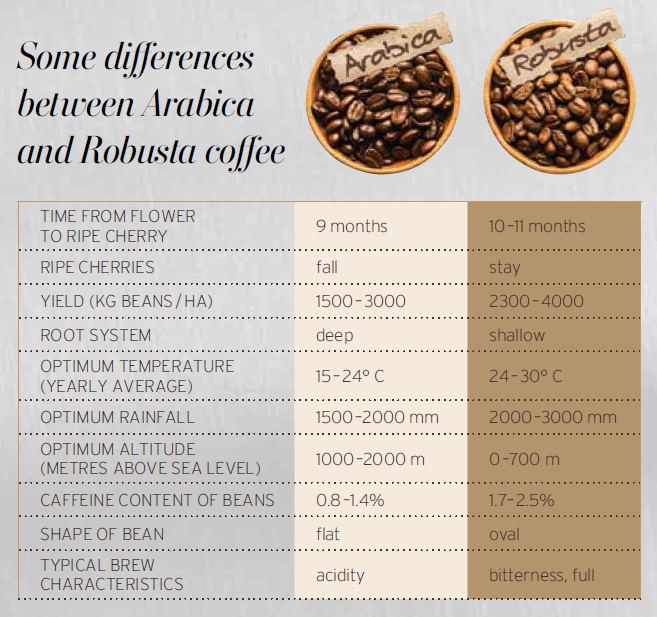 Some differences
between Arabica
and Robusta coffee
Arabica
Robusta
TIME FROM FLOWER
TO RIPE CHERRY
9 months
10–11 months
RIPE CHERRIES
fall
stay
YIELD (KG BEANS/HA)
1500–3000
2300–4000
ROOT SYSTEM
deep
shallow
OPTIMUM TEMPERATURE
(YEARLY AVERAGE)
15–24° C
24–30° C
OPTIMUM RAINFALL
1500–2000 mm
2000–3000 mm
OPTIMUM ALTITUDE
(METRES ABOVE SEA LEVEL)
1000–2000 m
0–700 m
CAFFEINE CONTENT OF BEANS
0.8–1.4%
1.7–2.5%
SHAPE OF BEAN
flat
oval
TYPICAL BREW
CHARACTERISTICS
acidity
bitterness, full